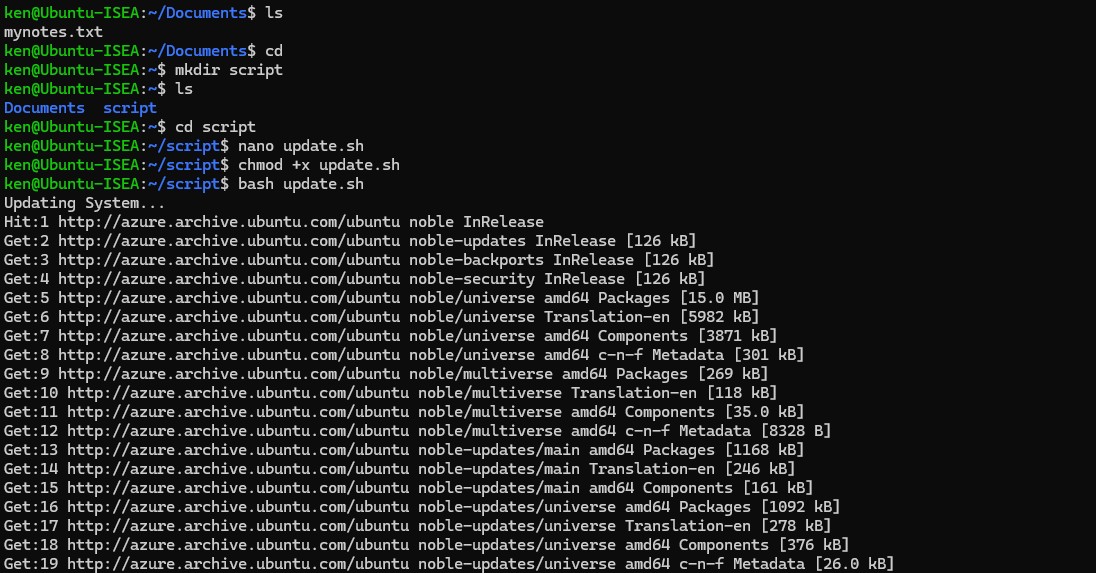 ken@Ubuntu-ISEA:~/Documents$ ls
mynotes.txt
ken@Ubuntu-ISEA:~/Documents$ cd
ken@Ubuntu-ISEA:~$ mkdir script
ken@Ubuntu-ISEA:~$ ls
Documents  script
ken@Ubuntu-ISEA:~$ cd script
ken@Ubuntu-ISEA:~/script$ nano update.sh
ken@Ubuntu-ISEA:~/script$ chmod +x update.sh
ken@Ubuntu-ISEA:~/script$ bash update.sh
Updating System...
Hit:1 http://azure.archive.ubuntu.com/ubuntu noble InRelease
Get:2 http://azure.archive.ubuntu.com/ubuntu noble-updates InRelease [126 kB]
Get:3 http://azure.archive.ubuntu.com/ubuntu noble-backports InRelease [126 kB]
Get:4 http://azure.archive.ubuntu.com/ubuntu noble-security InRelease [126 kB]
Get:5 http://azure.archive.ubuntu.com/ubuntu noble/universe amd64 Packages [15.0 MB]
Get:6 http://azure.archive.ubuntu.com/ubuntu noble/universe Translation-en [5982 kB]
Get:7 http://azure.archive.ubuntu.com/ubuntu noble/universe amd64 Components [3871 kB]
Get:8 http://azure.archive.ubuntu.com/ubuntu noble/universe amd64 c-n-f Metadata [301 kB]
Get:9 http://azure.archive.ubuntu.com/ubuntu noble/multiverse amd64 Packages [269 kB]
Get:10 http://azure.archive.ubuntu.com/ubuntu noble/multiverse Translation-en [118 kB]
Get:11 http://azure.archive.ubuntu.com/ubuntu noble/multiverse amd64 Components [35.0 kB]
Get:12 http://azure.archive.ubuntu.com/ubuntu noble/multiverse amd64 c-n-f Metadata [8328 B]
Get:13 http://azure.archive.ubuntu.com/ubuntu noble-updates/main amd64 Packages [1168 kB]
Get:14 http://azure.archive.ubuntu.com/ubuntu noble-updates/main Translation-en [246 kB]
Get:15 http://azure.archive.ubuntu.com/ubuntu noble-updates/main amd64 Components [161 kB]
Get:16 http://azure.archive.ubuntu.com/ubuntu noble-updates/universe amd64 Packages [1092 kB]
Get:17 http://azure.archive.ubuntu.com/ubuntu noble-updates/universe Translation-en [278 kB]
Get:18 http://azure.archive.ubuntu.com/ubuntu noble-updates/universe amd64 Components [376 kB]
Get:19 http://azure.archive.ubuntu.com/ubuntu noble-updates/universe amd64 c-n-f Metadata [26.0 kB]